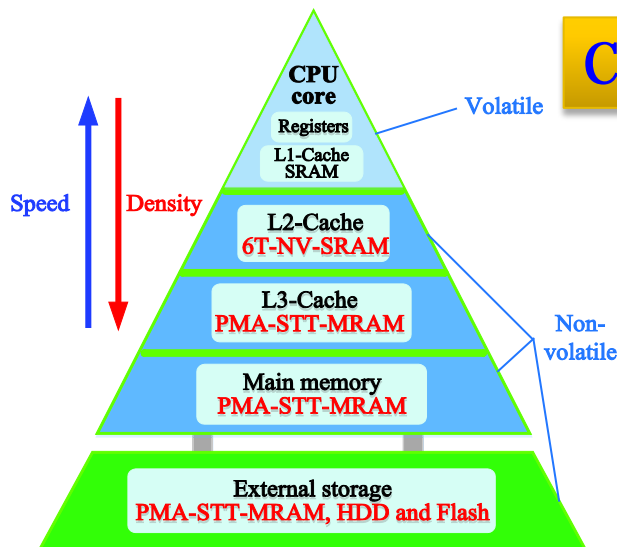 CPU
core
Registers
L1-Cache
SRAM
C
Volatile
Speed
Density
L2-Cache
6T-NV-SRAM
L3-Cache
PMA-STT-MRAM
Non-
volatile
Main memory
PMA-STT-MRAM
External storage
PMA-STT-MRAM, HDD and Flash